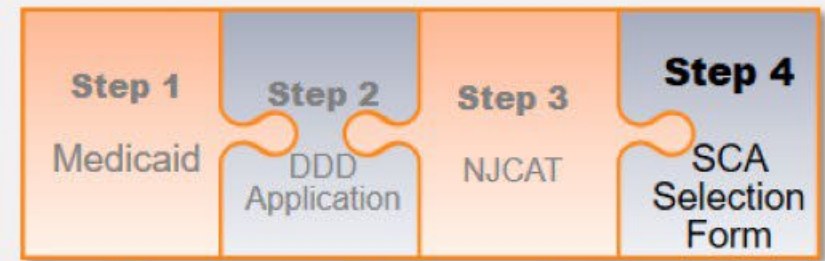 Step 1
Medicaid
Step 2
DDD
Application
Step 3
NJCAT
Step 4
SCA
Selection
Form